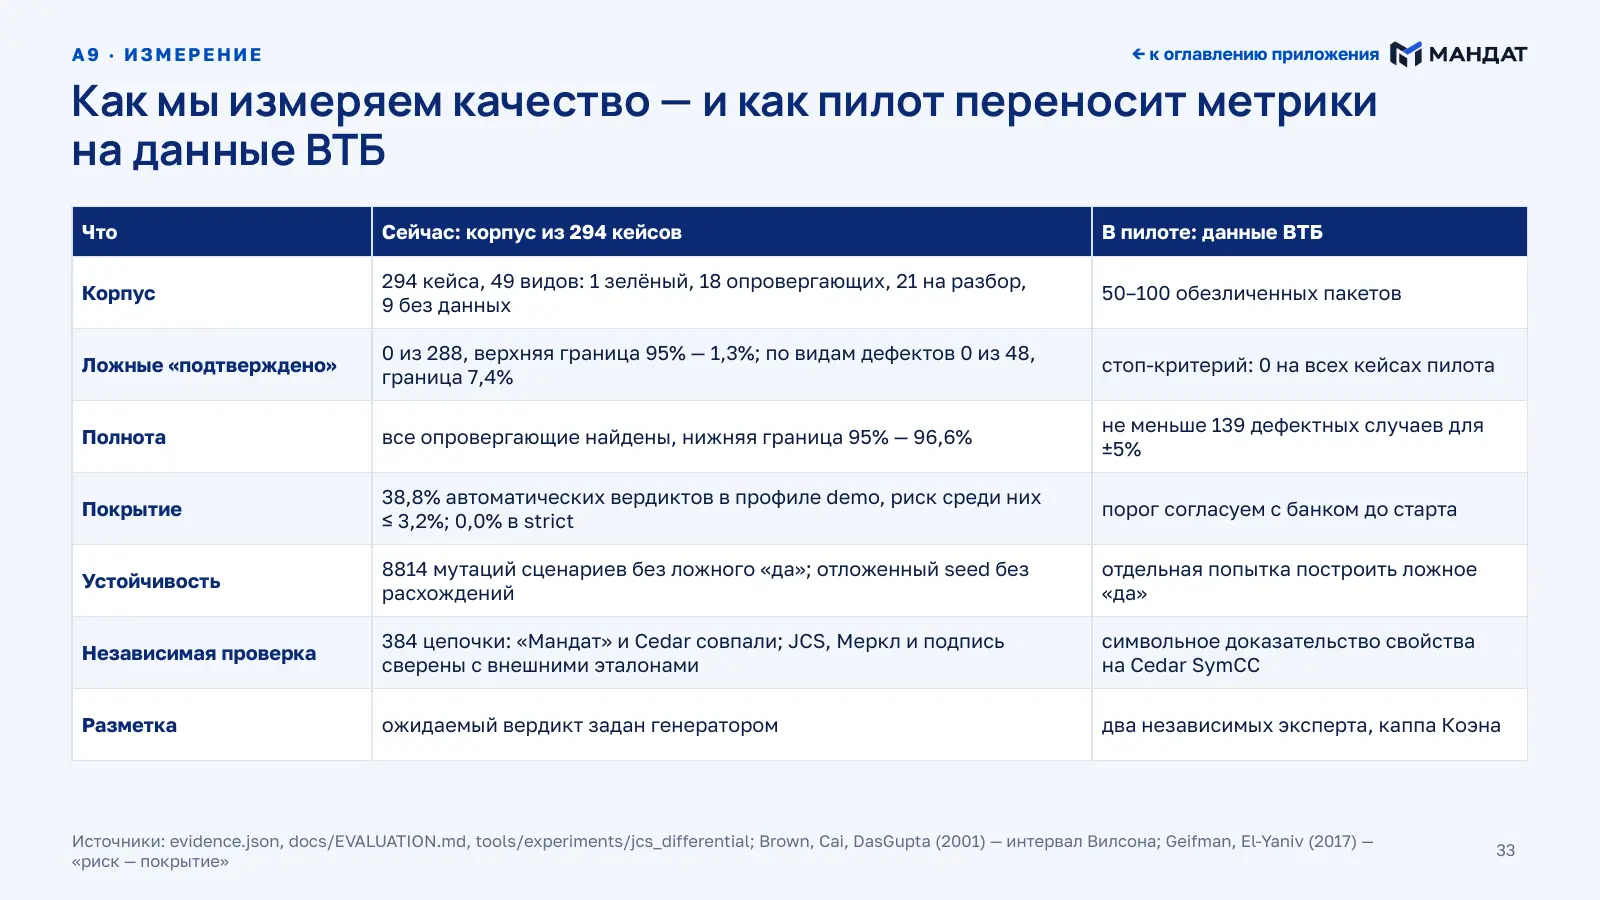 А9 · ИЗМЕРЕНИЕ
← к оглавлению приложения
МАНДАТ
Как мы измеряем качество — и как пилот переносит метрики
на данные ВТБ
Что
Сейчас: корпус из 294 кейсов
В пилоте: данные ВТБ
Корпус
294 кейса, 49 видов: 1 зелёный, 18 опровергающих, 21 на разбор,
9 без данных
50–100 обезличенных пакетов
Ложные «подтверждено»
0 из 288, верхняя граница 95% — 1,3%; по видам дефектов 0 из 48,
граница 7,4%
стоп-критерий: 0 на всех кейсах пилота
Полнота
все опровергающие найдены, нижняя граница 95% — 96,6%
не меньше 139 дефектных случаев для
±5%
Покрытие
38,8% автоматических вердиктов в профиле demo, риск среди них
≤ 3,2%; 0,0% в strict
порог согласуем с банком до старта
Устойчивость
8814 мутаций сценариев без ложного «да»; отложенный seed без
расхождений
отдельная попытка построить ложное
«да»
Независимая проверка
384 цепочки: «Мандат» и Cedar совпали; JCS, Меркл и подпись
сверены с внешними эталонами
символьное доказательство свойства
на Cedar SymCC
Разметка
ожидаемый вердикт задан генератором
два независимых эксперта, каппа Коэна
Источники: evidence.json, docs/EVALUATION.md, tools/experiments/jcs_differential; Brown, Cai, DasGupta (2001) — интервал Вилсона; Geifman, El-Yaniv (2017) —
«риск — покрытие»
33